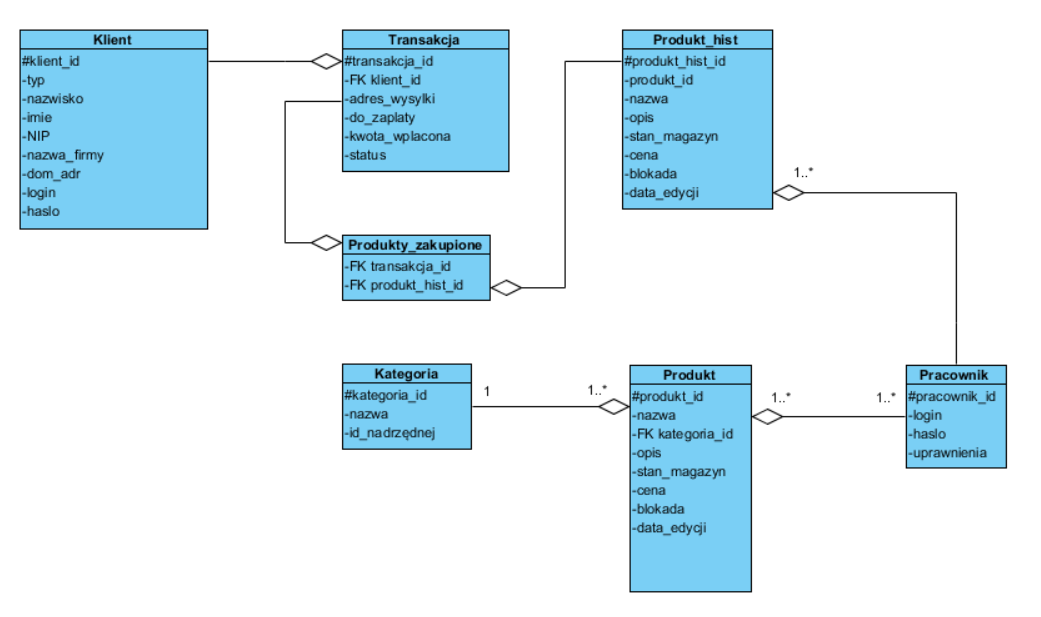 Klient
#klient_id
-typ
-nazwisko
-imie
-NIP
-nazwa_firmy
-dom_adr
-login
-haslo
Transakcja
#transakcja_id
-FK klient_id
-adres_wysylki
-do_zaplaty
-kwota_wplacona
-status
Produkt_hist
#produkt_hist_id
-produkt_id
-nazwa
-opis
-stan_magazyn
-cena
-blokada
-data_edycji
1..*
Produkty_zakupione
-FK transakcja_id
-FK produkt_hist_id
Kategoria
#kategoria_id
-nazwa
-id_nadrzędnej
1
1..*
Produkt
#produkt_id
-nazwa
-FK kategoria_id
-opis
-stan_magazyn
-cena
-blokada
-data_edycji
1..*
1..*
Pracownik
#pracownik_id
-login
-haslo
-uprawnienia